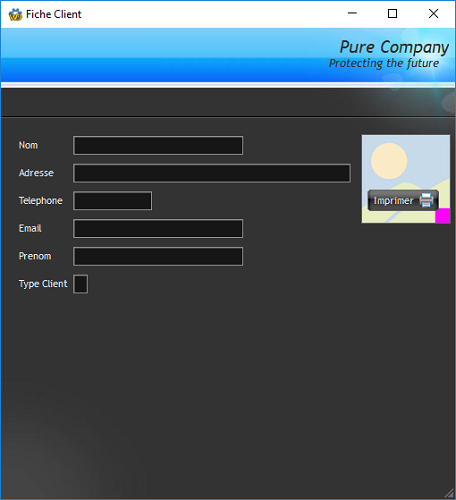 Fiche Client
Pure Company
Protecting the future
Nom
Adresse
Imprimer
Telephone
Email
Prenom
Type Client